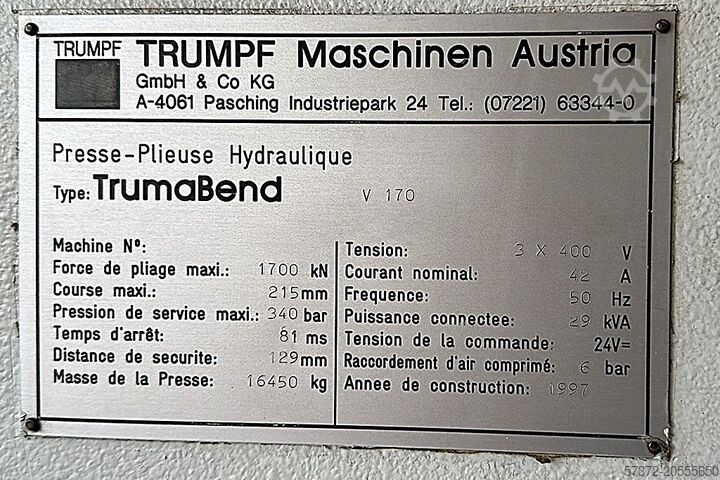 TRUMPF
TRUMPF Maschinen Austria
GmbH & Co KG
A-4061 Pasching Industriepark 24 Tel.: (07221) 63344-0
Presse-Plieuse Hydraulique
Type: TrumaBend V 170
Machine Nº:
Force de pliage maxi.: 1700 kN
Course maxi.: 215mm
Pression de service maxi.: 340 bar
Temps d'arrêt: 81 ms
Distance de securite: 129mm
Masse de la Presse: 16450 kg
Tension: 3 X 400 V
Courant nominal: 42 A
Frequence: 50 Hz
Puissance connectee: 29 kVA
Tension de la commande: 24V=
Raccordement d'air comprimé: 6 bar
Annee de construction: 1997
57372-20555650